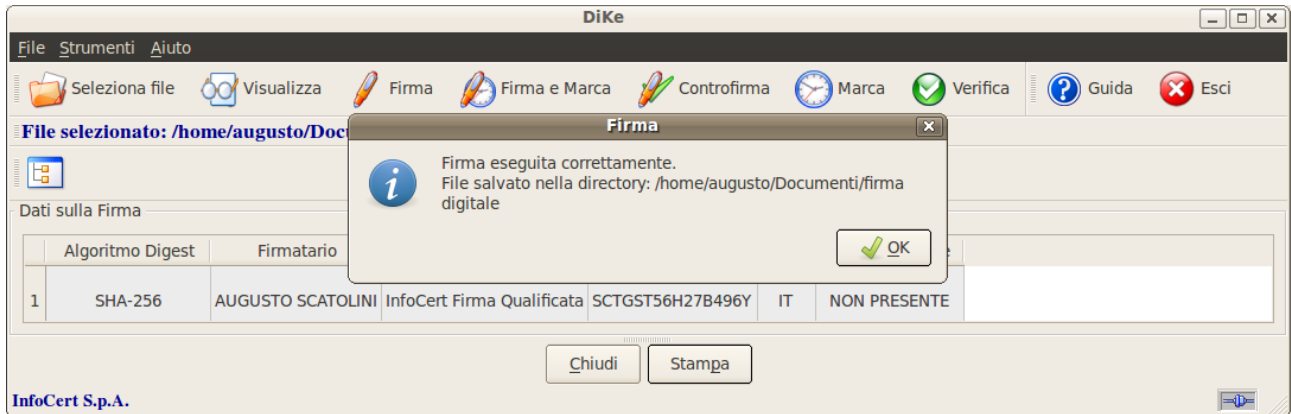 DiKe
File Strumenti Aiuto
Seleziona file Visualizza Firma Firma e Marca Controfirma Marca Verifica Guida Esci
File selezionato: /home/augusto/Docu
Firma
Firma eseguita correttamente.
File salvato nella directory: /home/augusto/Documenti/firma
digitale
OK
Dati sulla Firma
Algoritmo Digest Firmatario
1 SHA-256 AUGUSTO SCATOLINI InfoCert Firma Qualificata SCTGST56H27B496Y IT NON PRESENTE
Chiudi Stampa
InfoCert S.p.A.